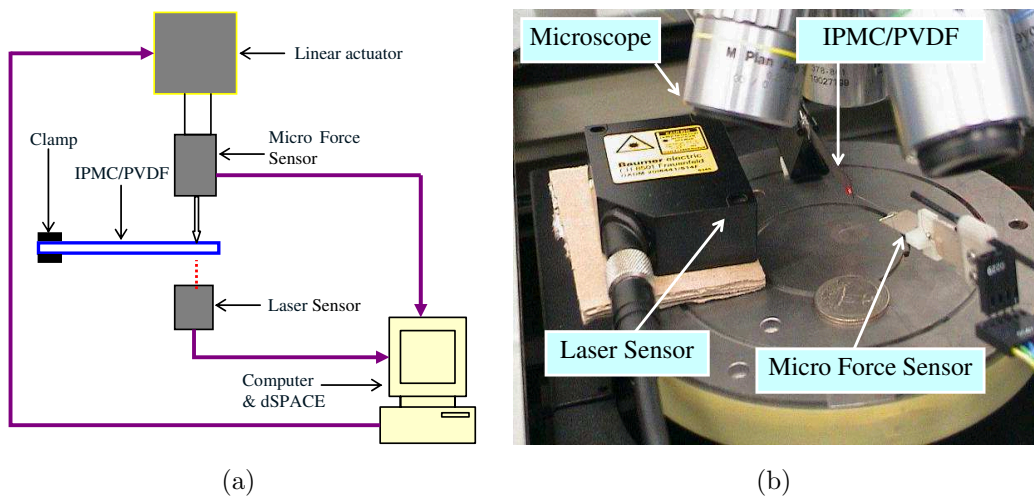 Linear actuator
Clamp
Micro Force
Sensor
IPMC/PVDF
Laser Sensor
Computer
& dSPACE
(a)
Microscope
IPMC/PVDF
M Plan
Baumer electric
Laser Sensor
Micro Force Sensor
(b)